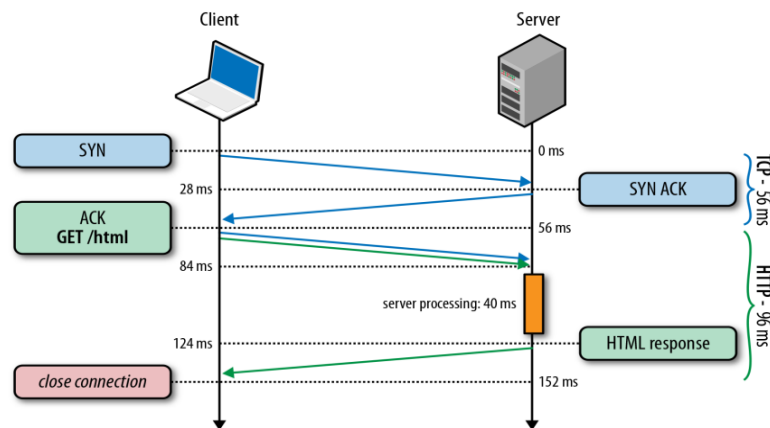 Client
Server
SYN
0 ms
TCP - 56 ms
28 ms
SYN ACK
ACK
GET /html
56 ms
HTTP - 96 ms
84 ms
server processing: 40 ms
124 ms
HTML response
close connection
152 ms